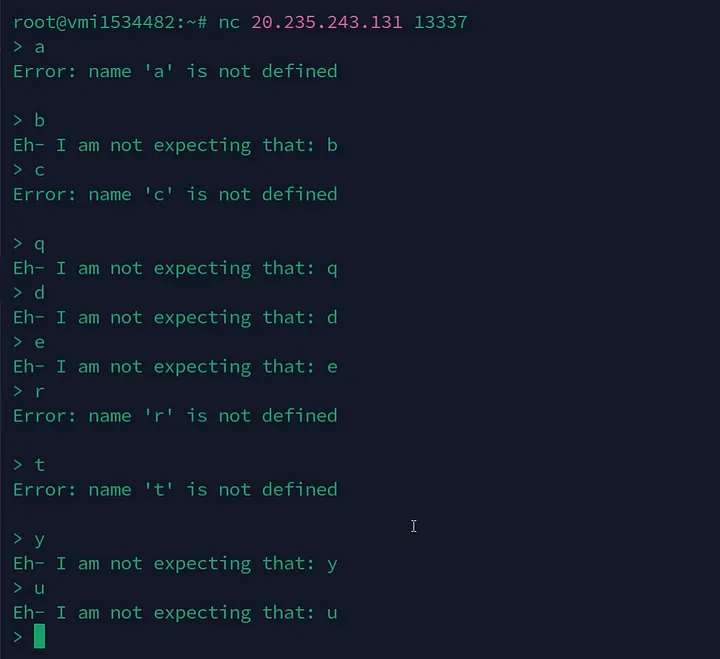 root@vmi1534482:~# nc 20.235.243.131 13337
> a
Error: name 'a' is not defined
> b
Eh- I am not expecting that: b
> c
Error: name 'c' is not defined
> q
Eh- I am not expecting that: q
> d
Eh- I am not expecting that: d
> e
Eh- I am not expecting that: e
> r
Error: name 'r' is not defined
> t
Error: name 't' is not defined
> y
Eh- I am not expecting that: y
> u
Eh- I am not expecting that: u
>